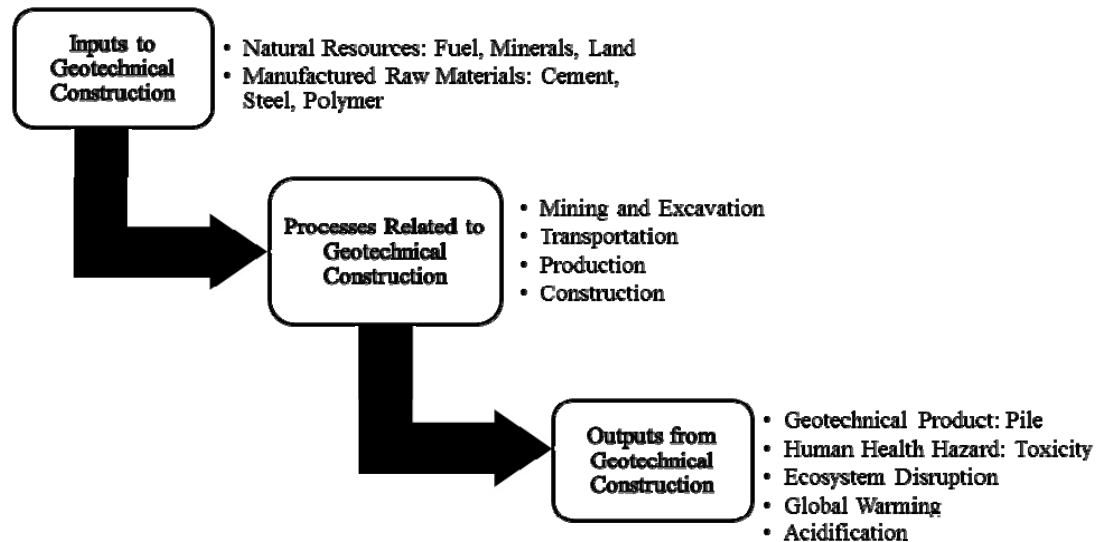 Inputs to
Geotechnical
Construction
• Natural Resources: Fuel, Minerals, Land
• Manufactured Raw Materials: Cement,
Steel, Polymer
Processes Related to
Geotechnical
Construction
• Mining and Excavation
• Transportation
• Production
• Construction
Outputs from
Geotechnical
Construction
• Geotechnical Product: Pile
• Human Health Hazard: Toxicity
• Ecosystem Disruption
• Global Warming
• Acidification